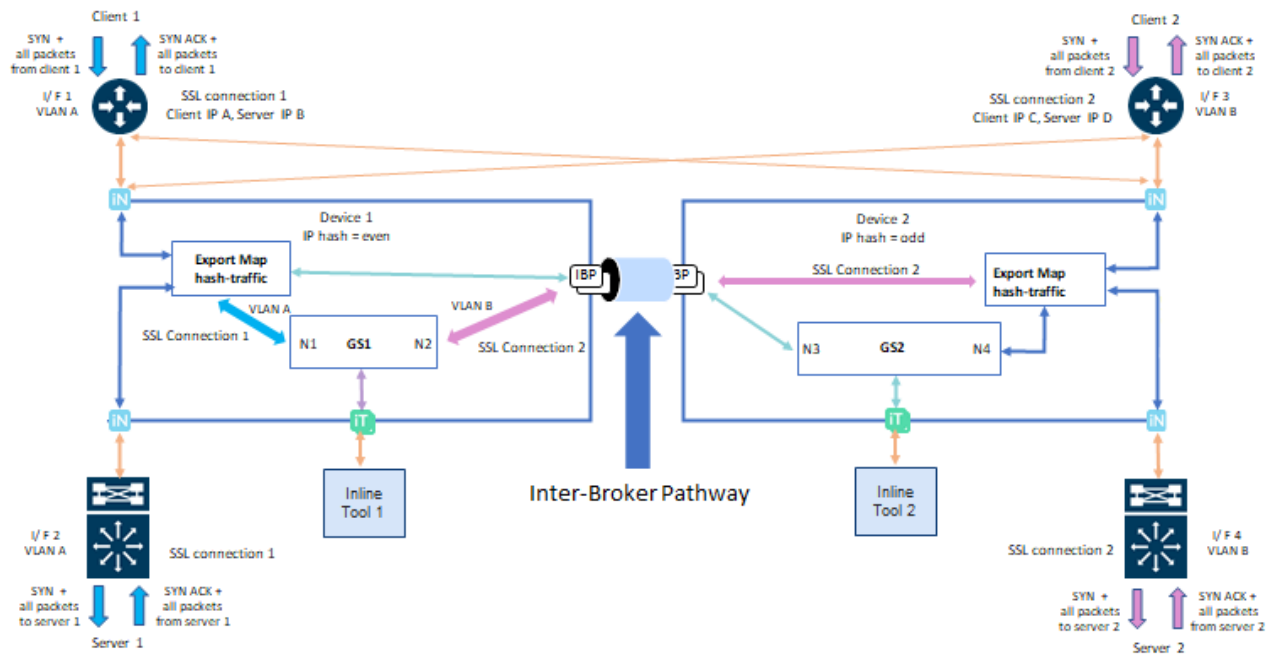 Client 1
SYN +
all packets
from client 1
SYN ACK +
all packets
to client 1
I/ F 1
VLAN A
SSL connection 1
Client IP A, Server IP B
Client 2
SYN +
all packets
from client 2
SYN ACK +
all packets
to client 2
SSL connection 2
Client IP C, Server IP D
I/ F 3
VLAN B
iN
iN
Device 1
IP hash = even
Export Map
hash-traffic
VLAN A
SSL Connection 1
N1
GS1
N2
VLAN B
SSL Connection 2
IBP
BP
Device 2
IP hash = odd
SSL Connection 2
Export Map
hash-traffic
N3
GS2
N4
iN
iT
iT
iN
Inline
Tool 1
Inter-Broker Pathway
Inline
Tool 2
I/ F 2
VLAN A
SSL connection 1
SYN +
all packets
to server 1
SYN ACK +
all packets
from server 1
Server 1
SSL connection 2
I/ F 4
VLAN B
SYN +
all packets
to server 2
SYN ACK +
all packets
from server 2
Server 2